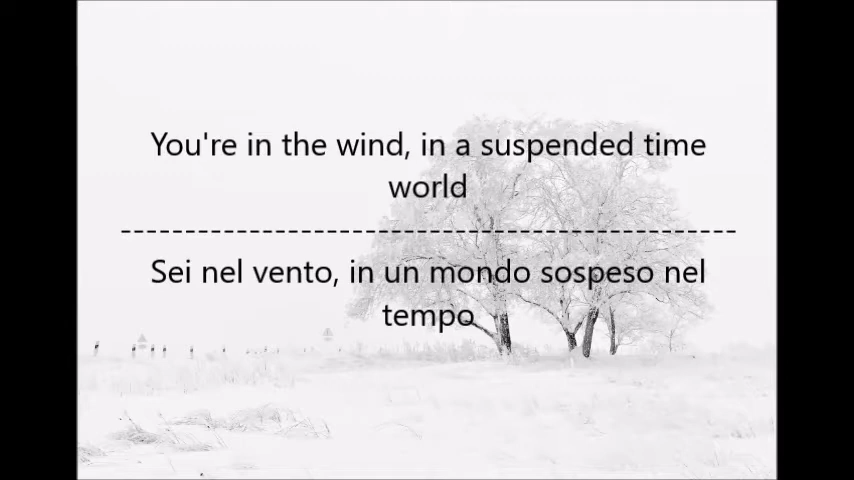 You're in the wind, in a suspended time
world
Sei nel vento, in un mondo sospeso nel
tempo